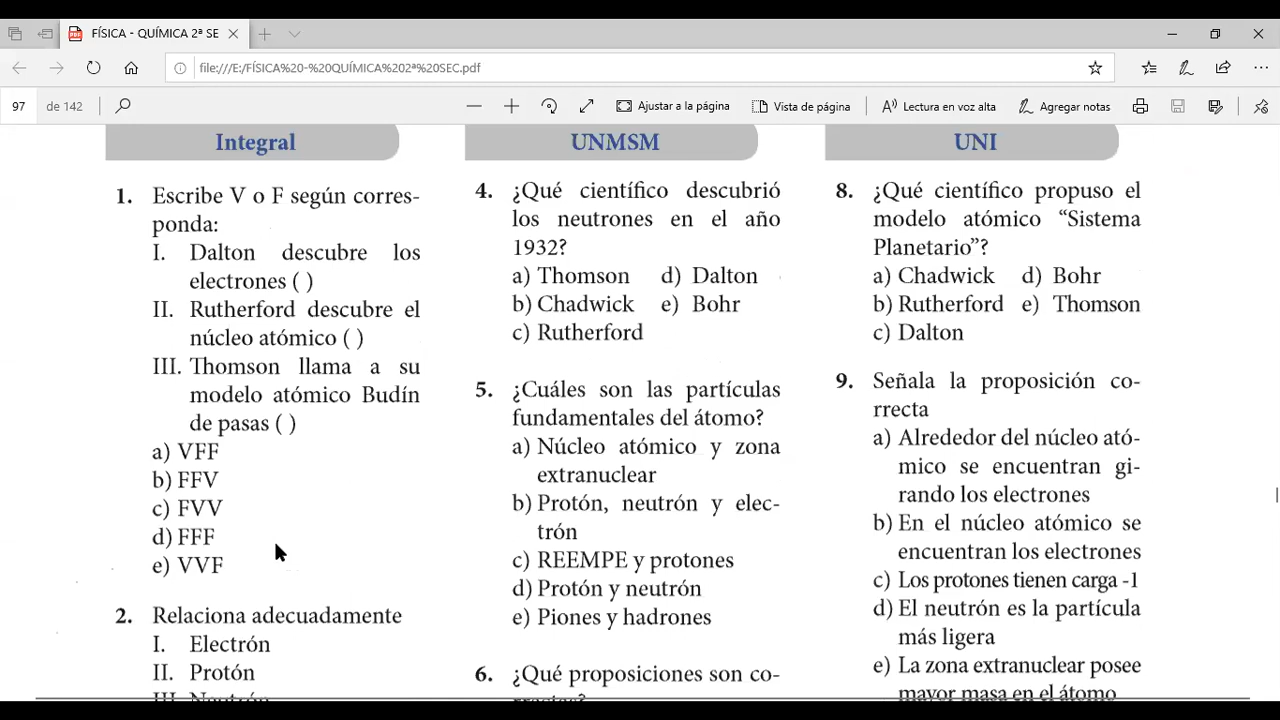 FÍSICA - QUÍMICA 2ª SE
file:///E:/FÍSICA%20-%20QUÍMICA%202ª%20SEC.pdf
97 de 142
Ajustar a la página
Vista de página
Lectura en voz alta
Agregar notas
Integral
1. Escribe V o F según corres-
ponda:
I. Dalton descubre los
electrones ( )
II. Rutherford descubre el
núcleo atómico ( )
III. Thomson llama a su
modelo atómico Budín
de pasas ( )
a) VFF
b) FFV
c) FVV
d) FFF
e) VVF
2. Relaciona adecuadamente
I. Electrón
II. Protón
III. Neutrón
UNMSM
4. ¿Qué científico descubrió
los neutrones en el año
1932?
a) Thomson d) Dalton
b) Chadwick e) Bohr
c) Rutherford
5. ¿Cuáles son las partículas
fundamentales del átomo?
a) Núcleo atómico y zona
extranuclear
b) Protón, neutrón y elec-
trón
c) REEMPE y protones
d) Protón y neutrón
e) Piones y hadrones
6. ¿Qué proposiciones son co-
rrectas?
UNI
8. ¿Qué científico propuso el
modelo atómico “Sistema
Planetario”?
a) Chadwick d) Bohr
b) Rutherford e) Thomson
c) Dalton
9. Señala la proposición co-
rrecta
a) Alrededor del núcleo ató-
mico se encuentran gi-
rando los electrones
b) En el núcleo atómico se
encuentran los electrones
c) Los protones tienen carga -1
d) El neutrón es la partícula
más ligera
e) La zona extranuclear posee
mayor masa en el átomo